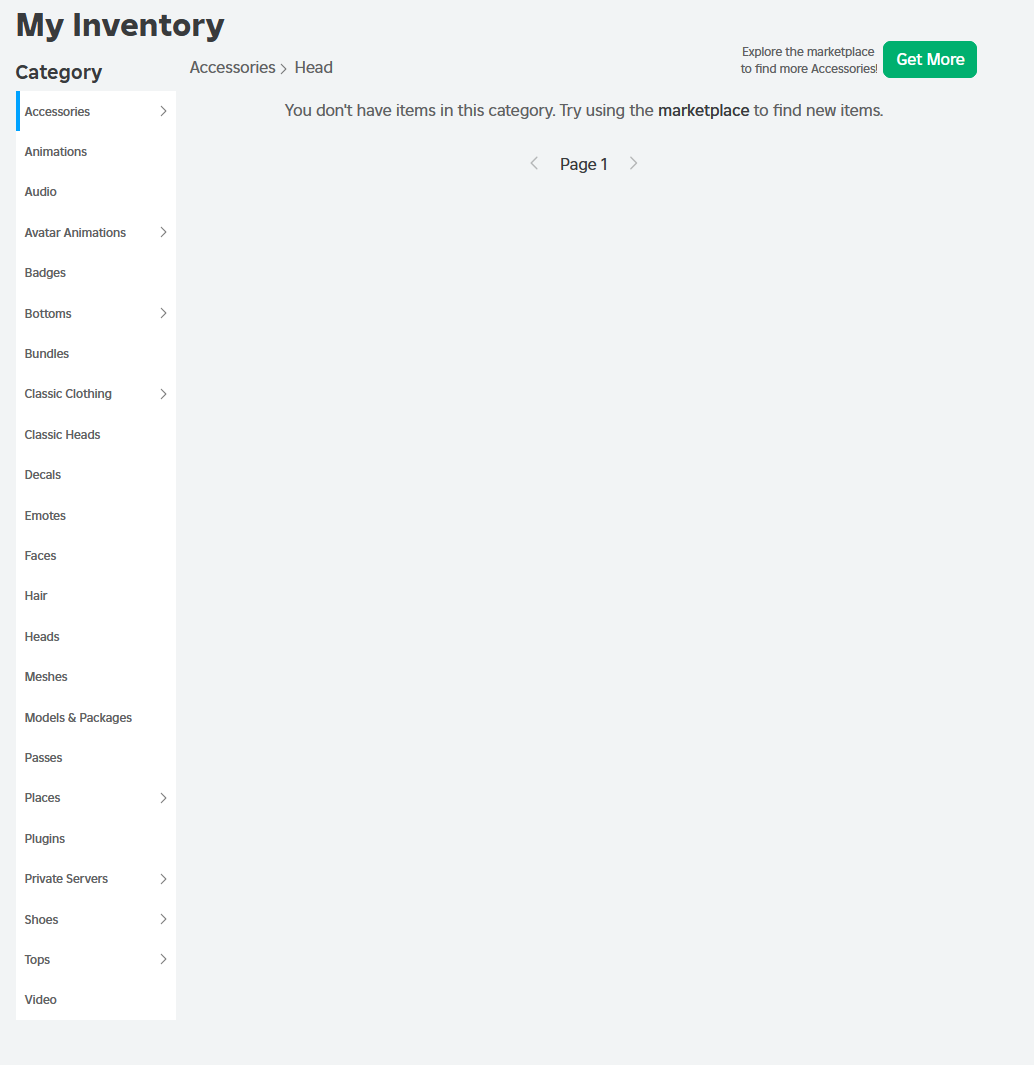 My Inventory
Category
Accessories
Animations
Audio
Avatar Animations
Badges
Bottoms
Bundles
Classic Clothing
Classic Heads
Decals
Emotes
Faces
Hair
Heads
Meshes
Models & Packages
Passes
Places
Plugins
Private Servers
Shoes
Tops
Video
Accessories > Head
Explore the marketplace
to find more Accessories!
Get More
You don't have items in this category. Try using the marketplace to find new items.
Page 1